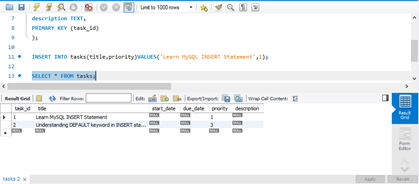 Limit to 1000 rows
8 description TEXT,
9 PRIMARY KEY (task_id)
10 );
11 INSERT INTO tasks(title,priority)VALUES('Learn MySQL INSERT Statement',1);
12
13 SELECT * FROM tasks;
Result Grid Filter Rows: Edit: Export/Import: Wrap Cell Content:
task_id title start_date due_date priority description
1 Learn MySQL INSERT Statement NULL NULL 1 NULL
2 Understanding DEFAULT keyword in INSERT sta... NULL NULL 3 NULL
NULL NULL NULL NULL NULL NULL
Result
Grid
Form
Editor
tasks 2
Apply Revert